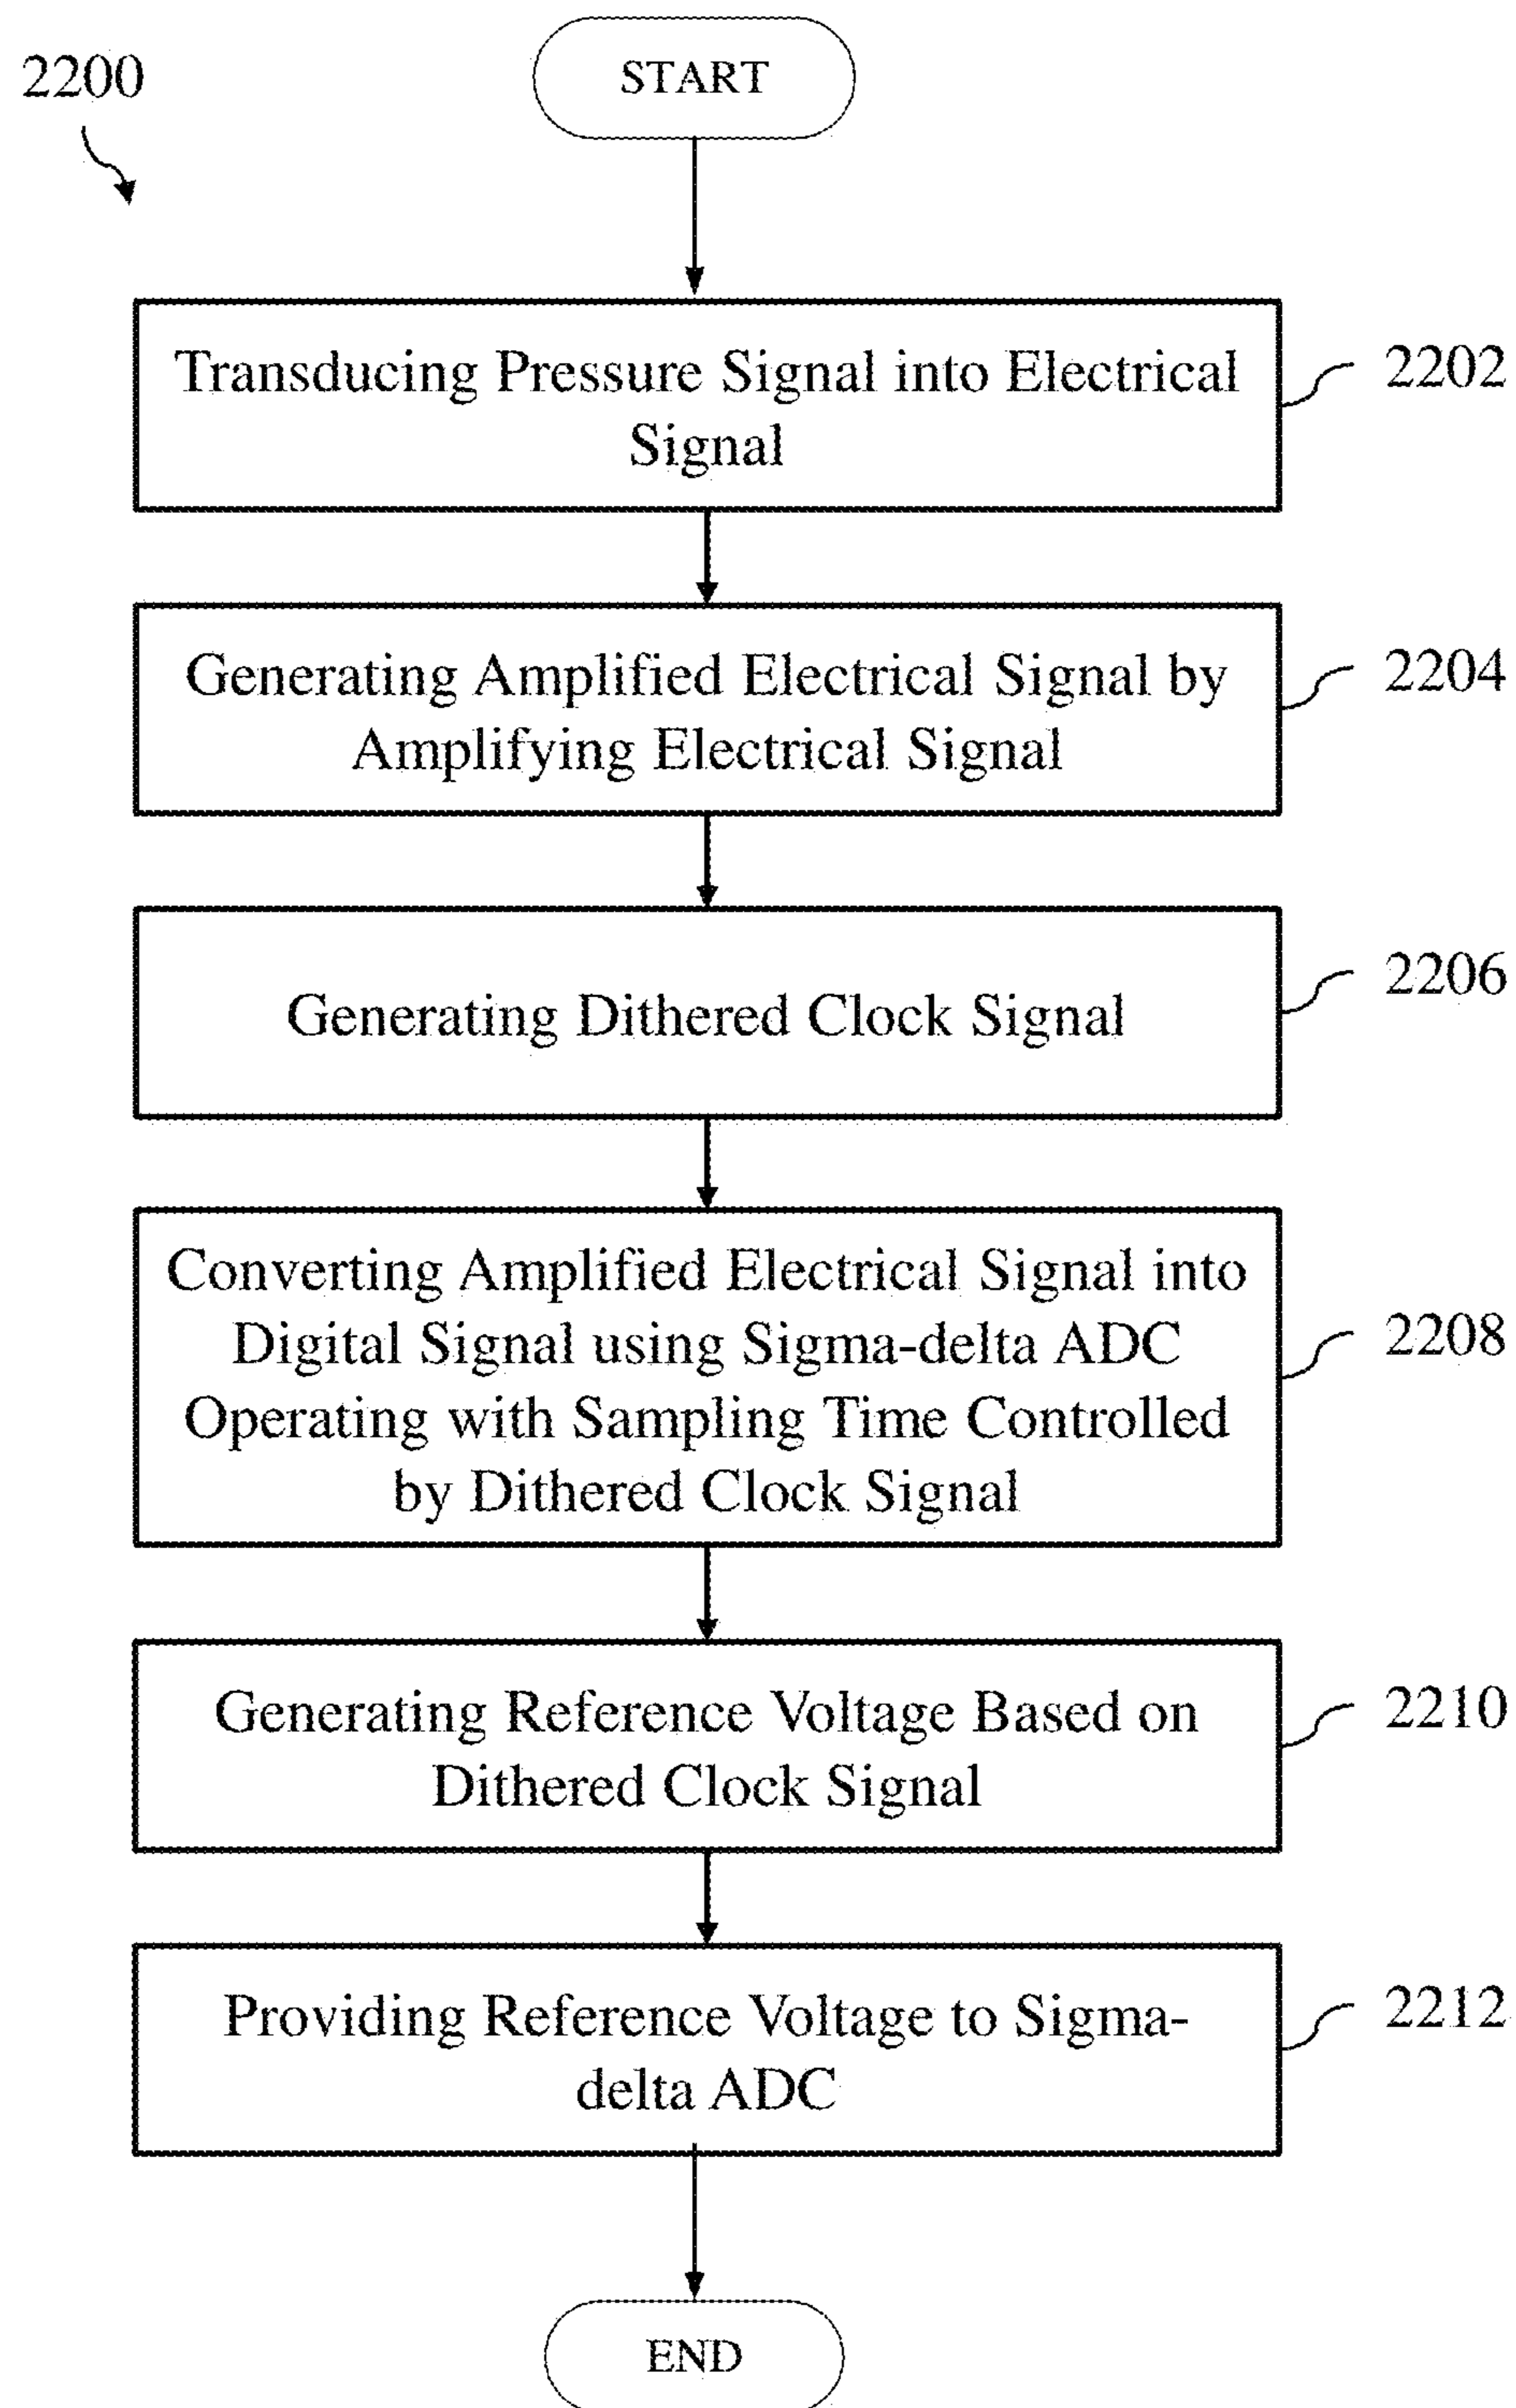 2200
START
Transducing Pressure Signal into Electrical
Signal
2202
Generating Amplified Electrical Signal by
Amplifying Electrical Signal
2204
Generating Dithered Clock Signal
2206
Converting Amplified Electrical Signal into
Digital Signal using Sigma-delta ADC
Operating with Sampling Time Controlled
by Dithered Clock Signal
2208
Generating Reference Voltage Based on
Dithered Clock Signal
2210
Providing Reference Voltage to Sigma-
delta ADC
2212
END